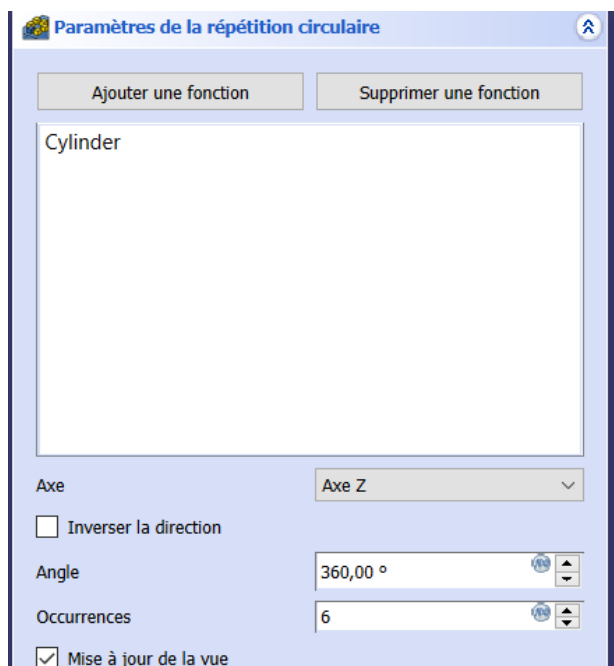 Paramètres de la répétition circulaire
Ajouter une fonction Supprimer une fonction
Cylinder
Axe Axe Z
Inverser la direction
Angle 360,00 °
Occurrences 6
Mise à jour de la vue